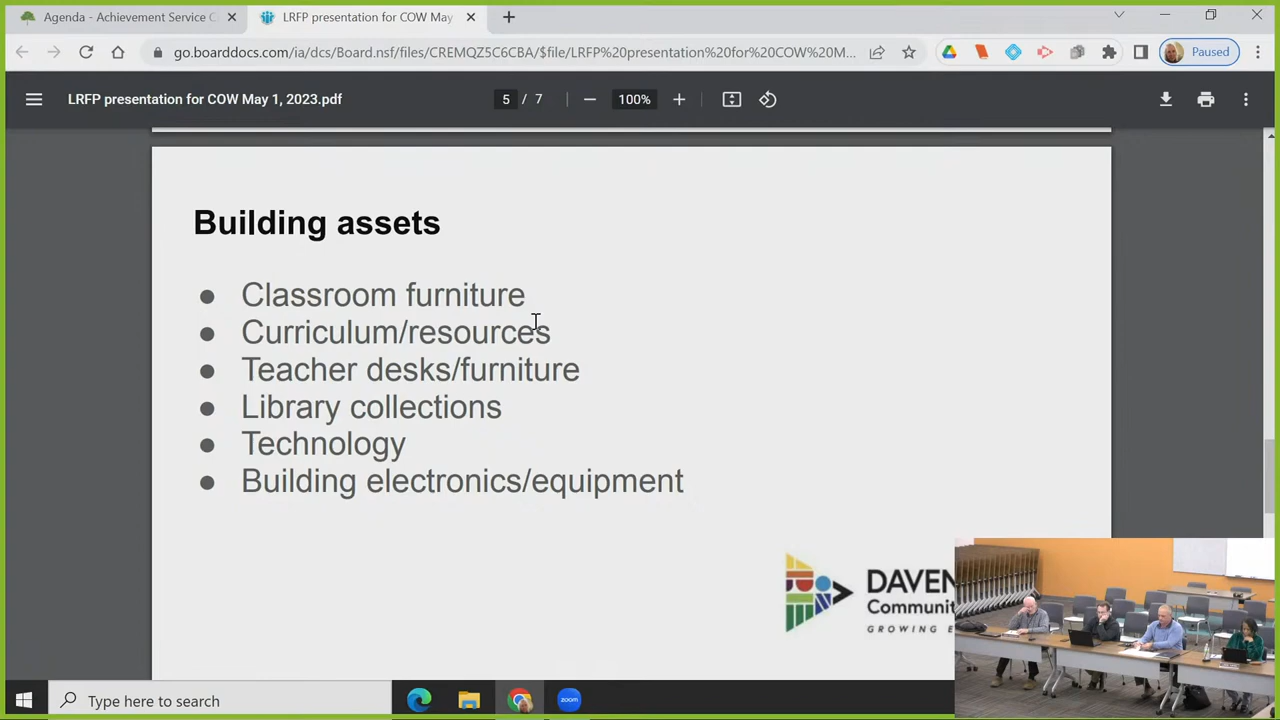 Agenda - Achievement Service C
LRFP presentation for COW May
go.boarddocs.com/ia/dcs/Board.nsf/files/CREMQZ5C6CBA/$file/LRFP%20presentation%20for%20COW%20M...
Paused
LRFP presentation for COW May 1, 2023.pdf
5 / 7
100%
Building assets
● Classroom furniture
● Curriculum/resources
● Teacher desks/furniture
● Library collections
● Technology
● Building electronics/equipment
DAVEN
Communi
GROWING E
Type here to search
zoom